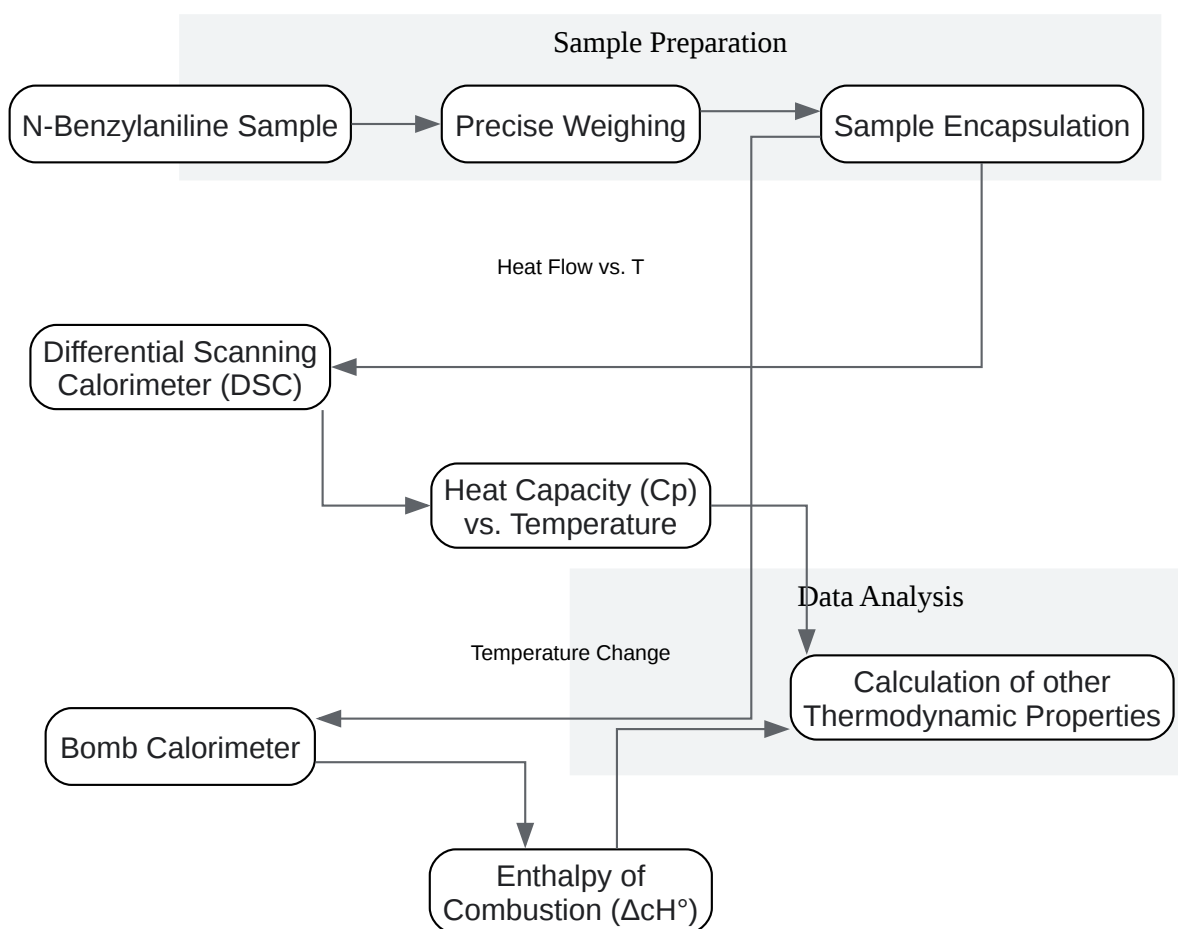 Sample Preparation
N-Benzylaniline Sample
Precise Weighing
Sample Encapsulation
Heat Flow vs. T
Differential Scanning
Calorimeter (DSC)
Heat Capacity (Cp)
vs. Temperature
Data Analysis
Temperature Change
Calculation of other
Thermodynamic Properties
Bomb Calorimeter
Enthalpy of
Combustion (ΔcH°)